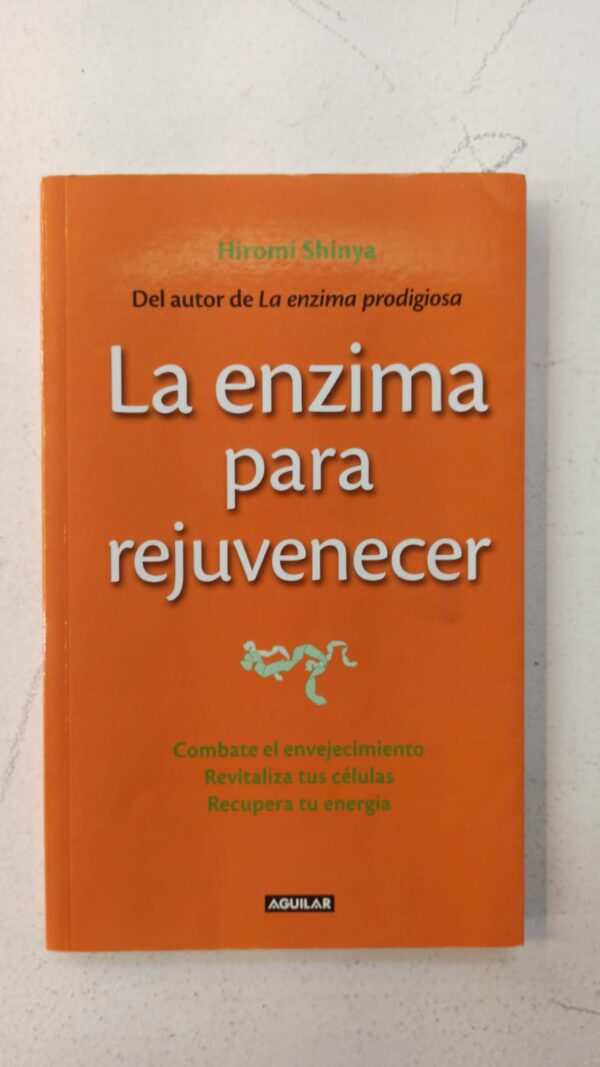 Hiromi Shinya
Del autor de La enzima prodigiosa
La enzima
para
rejuvenecer
Combate el envejecimiento
Revitaliza tus células
Recupera tu energía
AGUILAR